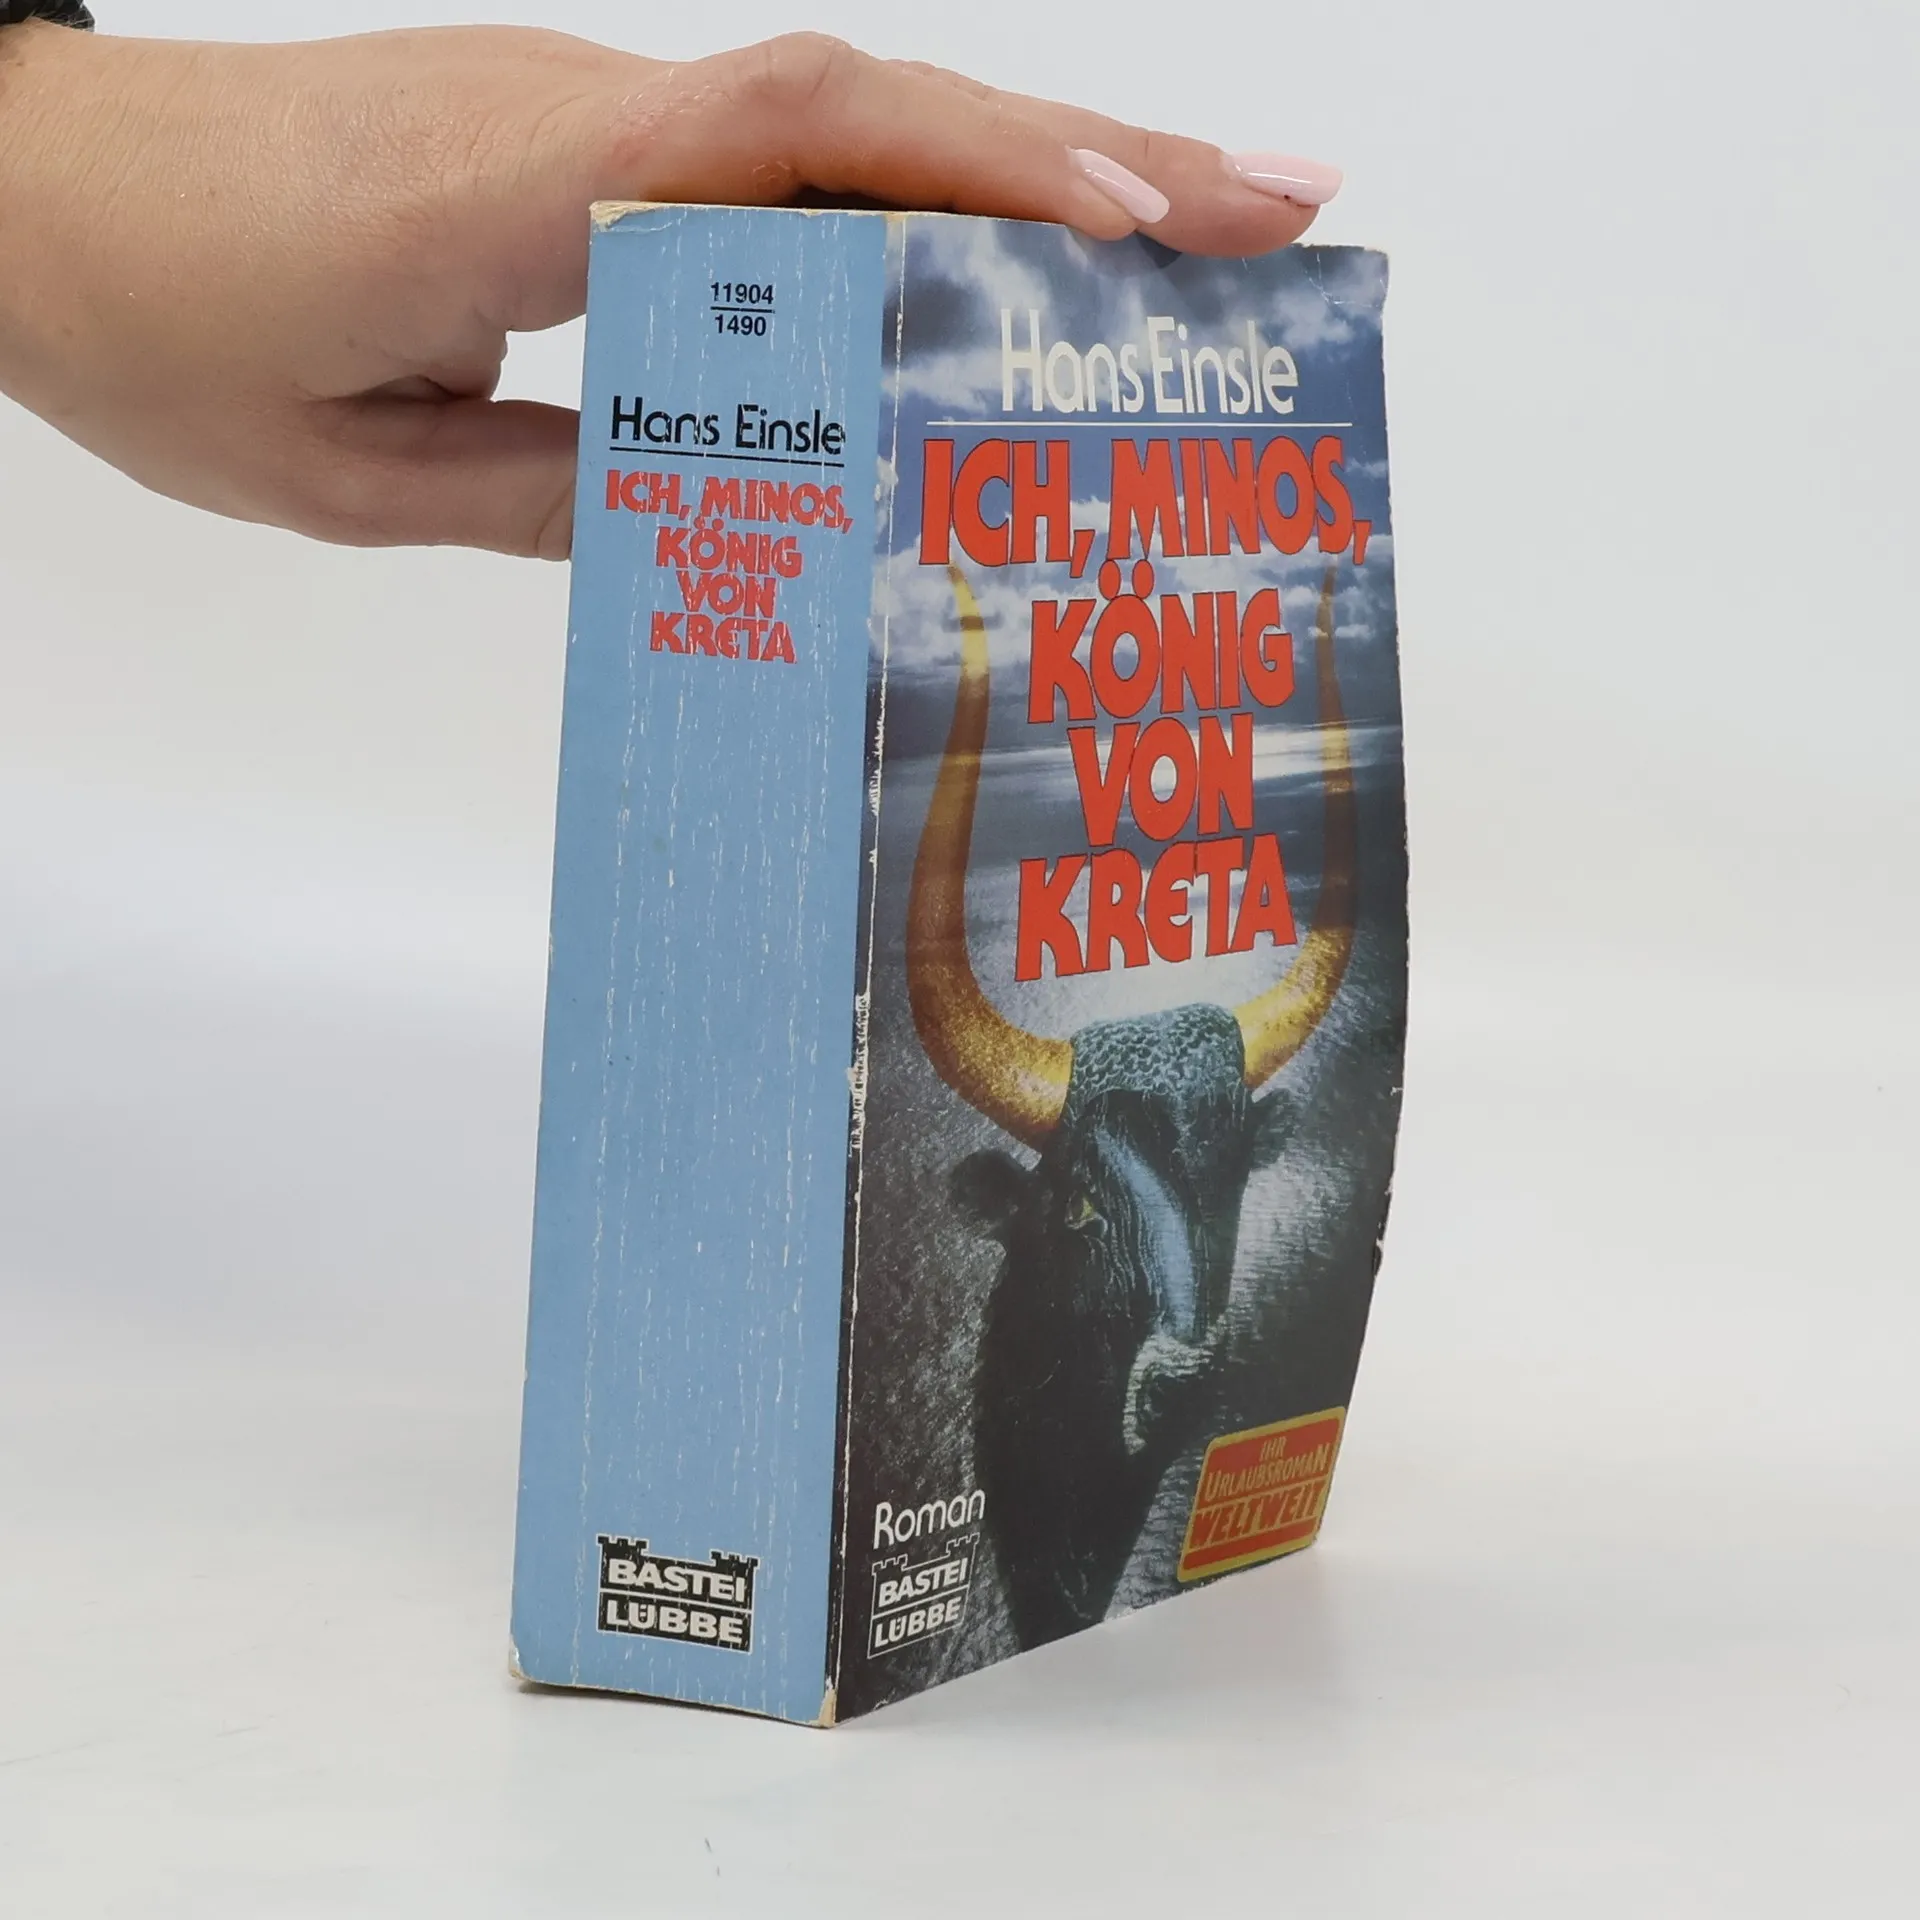 11904
1490
Hans Einsle
ICH, MINOS,
KÖNIG
VON
KRETA
BASTEI
LÜBBE
Hans Einsle
ICH, MINOS,
KÖNIG
VON
KRETA
Roman
BASTEI
LÜBBE
IHR
URLAUBSROMAN
WELTWEIT